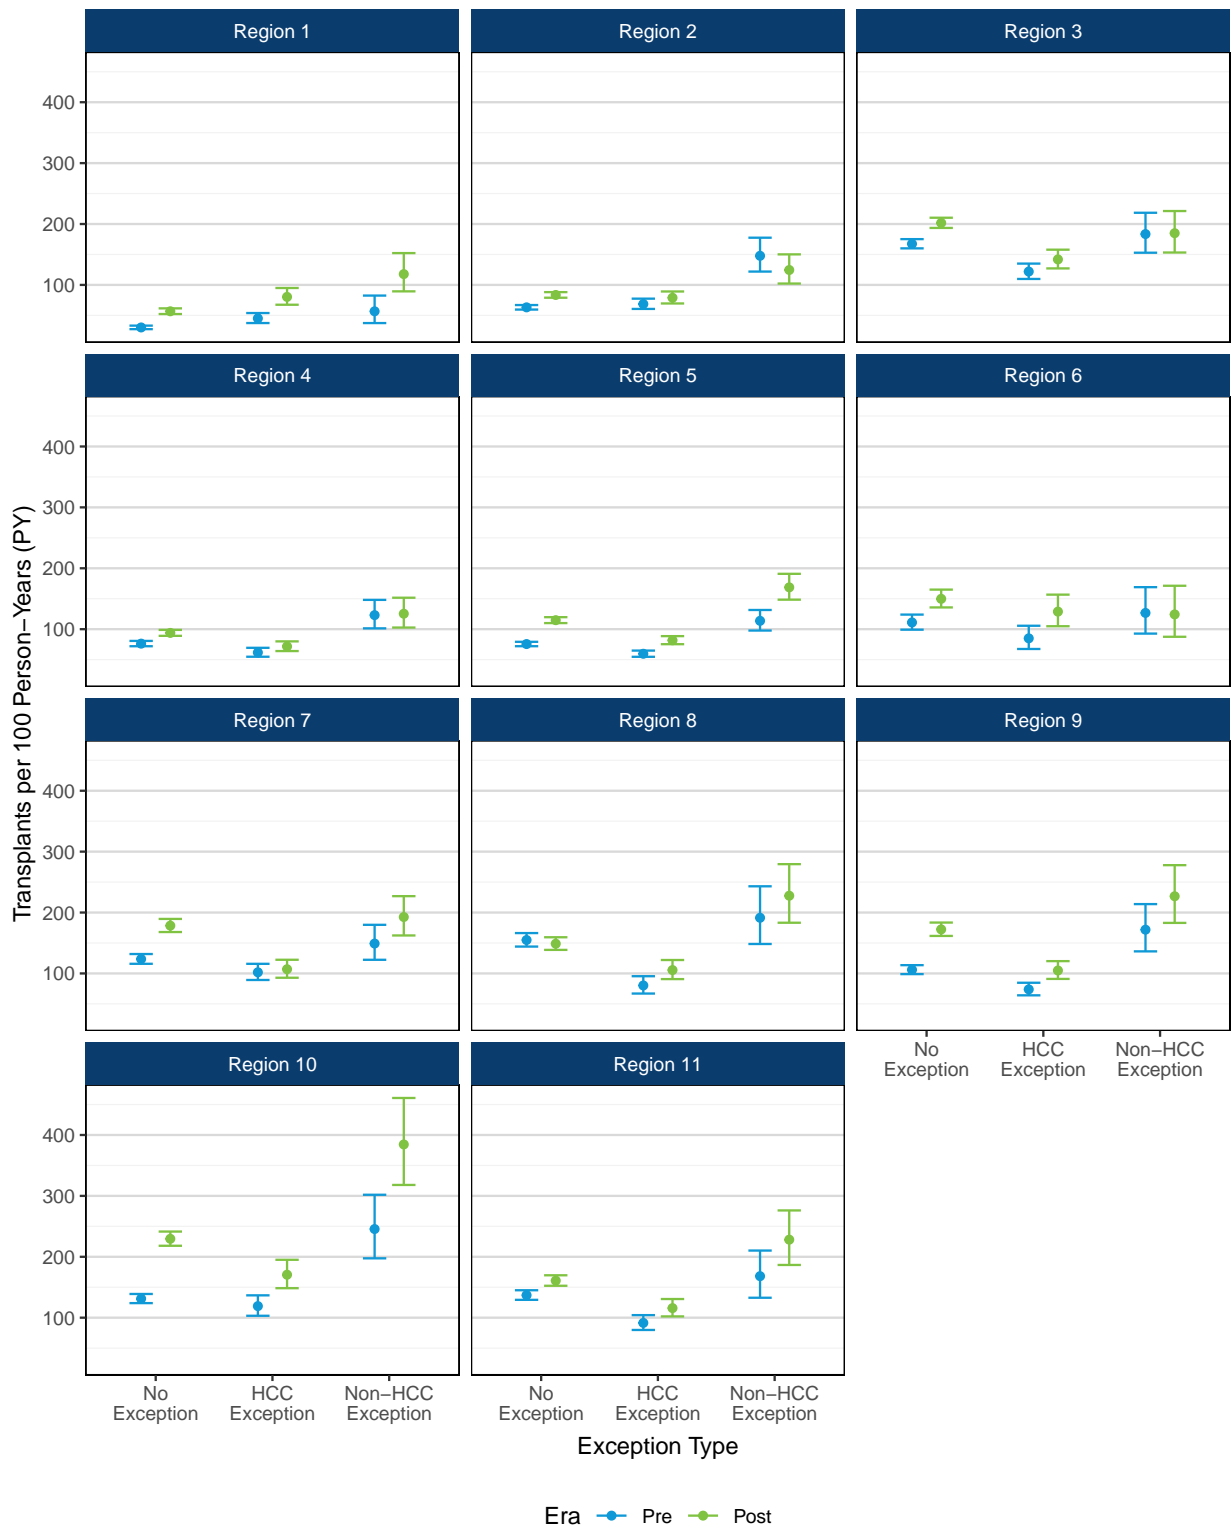 Region 1
Region 2
Region 3
400
300
200
100
Region 4
Region 5
Region 6
400
300
200
100
Transplants per 100 Person−Years (PY)
Region 7
Region 8
Region 9
400
300
200
100
No
Exception
HCC
Exception
Non−HCC
Exception
Region 10
Region 11
400
300
200
100
No
Exception
HCC
Exception
Non−HCC
Exception
No
Exception
HCC
Exception
Non−HCC
Exception
Exception Type
Era Pre Post